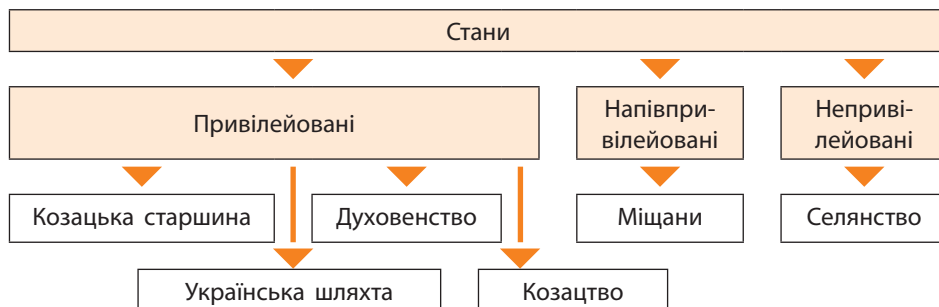 Стани
Привілейовані
Напівпри-
вілейовані
Неприві-
лейовані
Козацька старшина
Духовенство
Міщани
Селянство
Українська шляхта
Козацтво